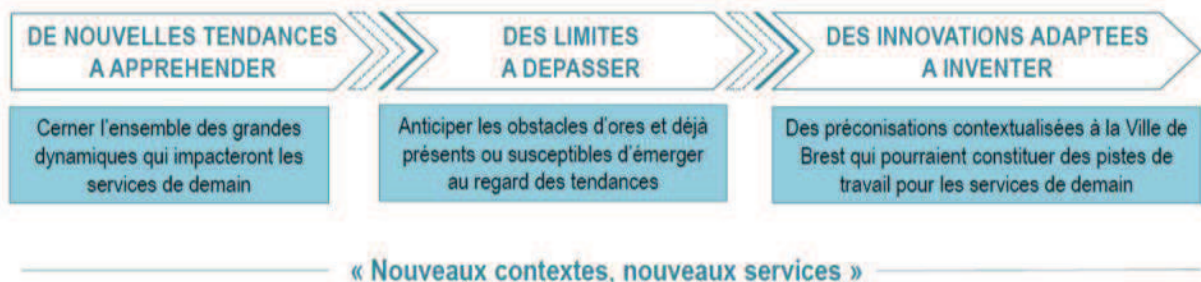 DE NOUVELLES TENDANCES
A APPREHENDER
DES LIMITES
A DEPASSER
DES INNOVATIONS ADAPTEES
A INVENTER
Cerner l'ensemble des grandes
dynamiques qui impacteront les
services de demain
Anticiper les obstacles d'ores et déjà
présents ou susceptibles d'émerger
au regard des tendances
Des préconisations contextualisées à la Ville de
Brest qui pourraient constituer des pistes de
travail pour les services de demain
« Nouveaux contextes, nouveaux services »